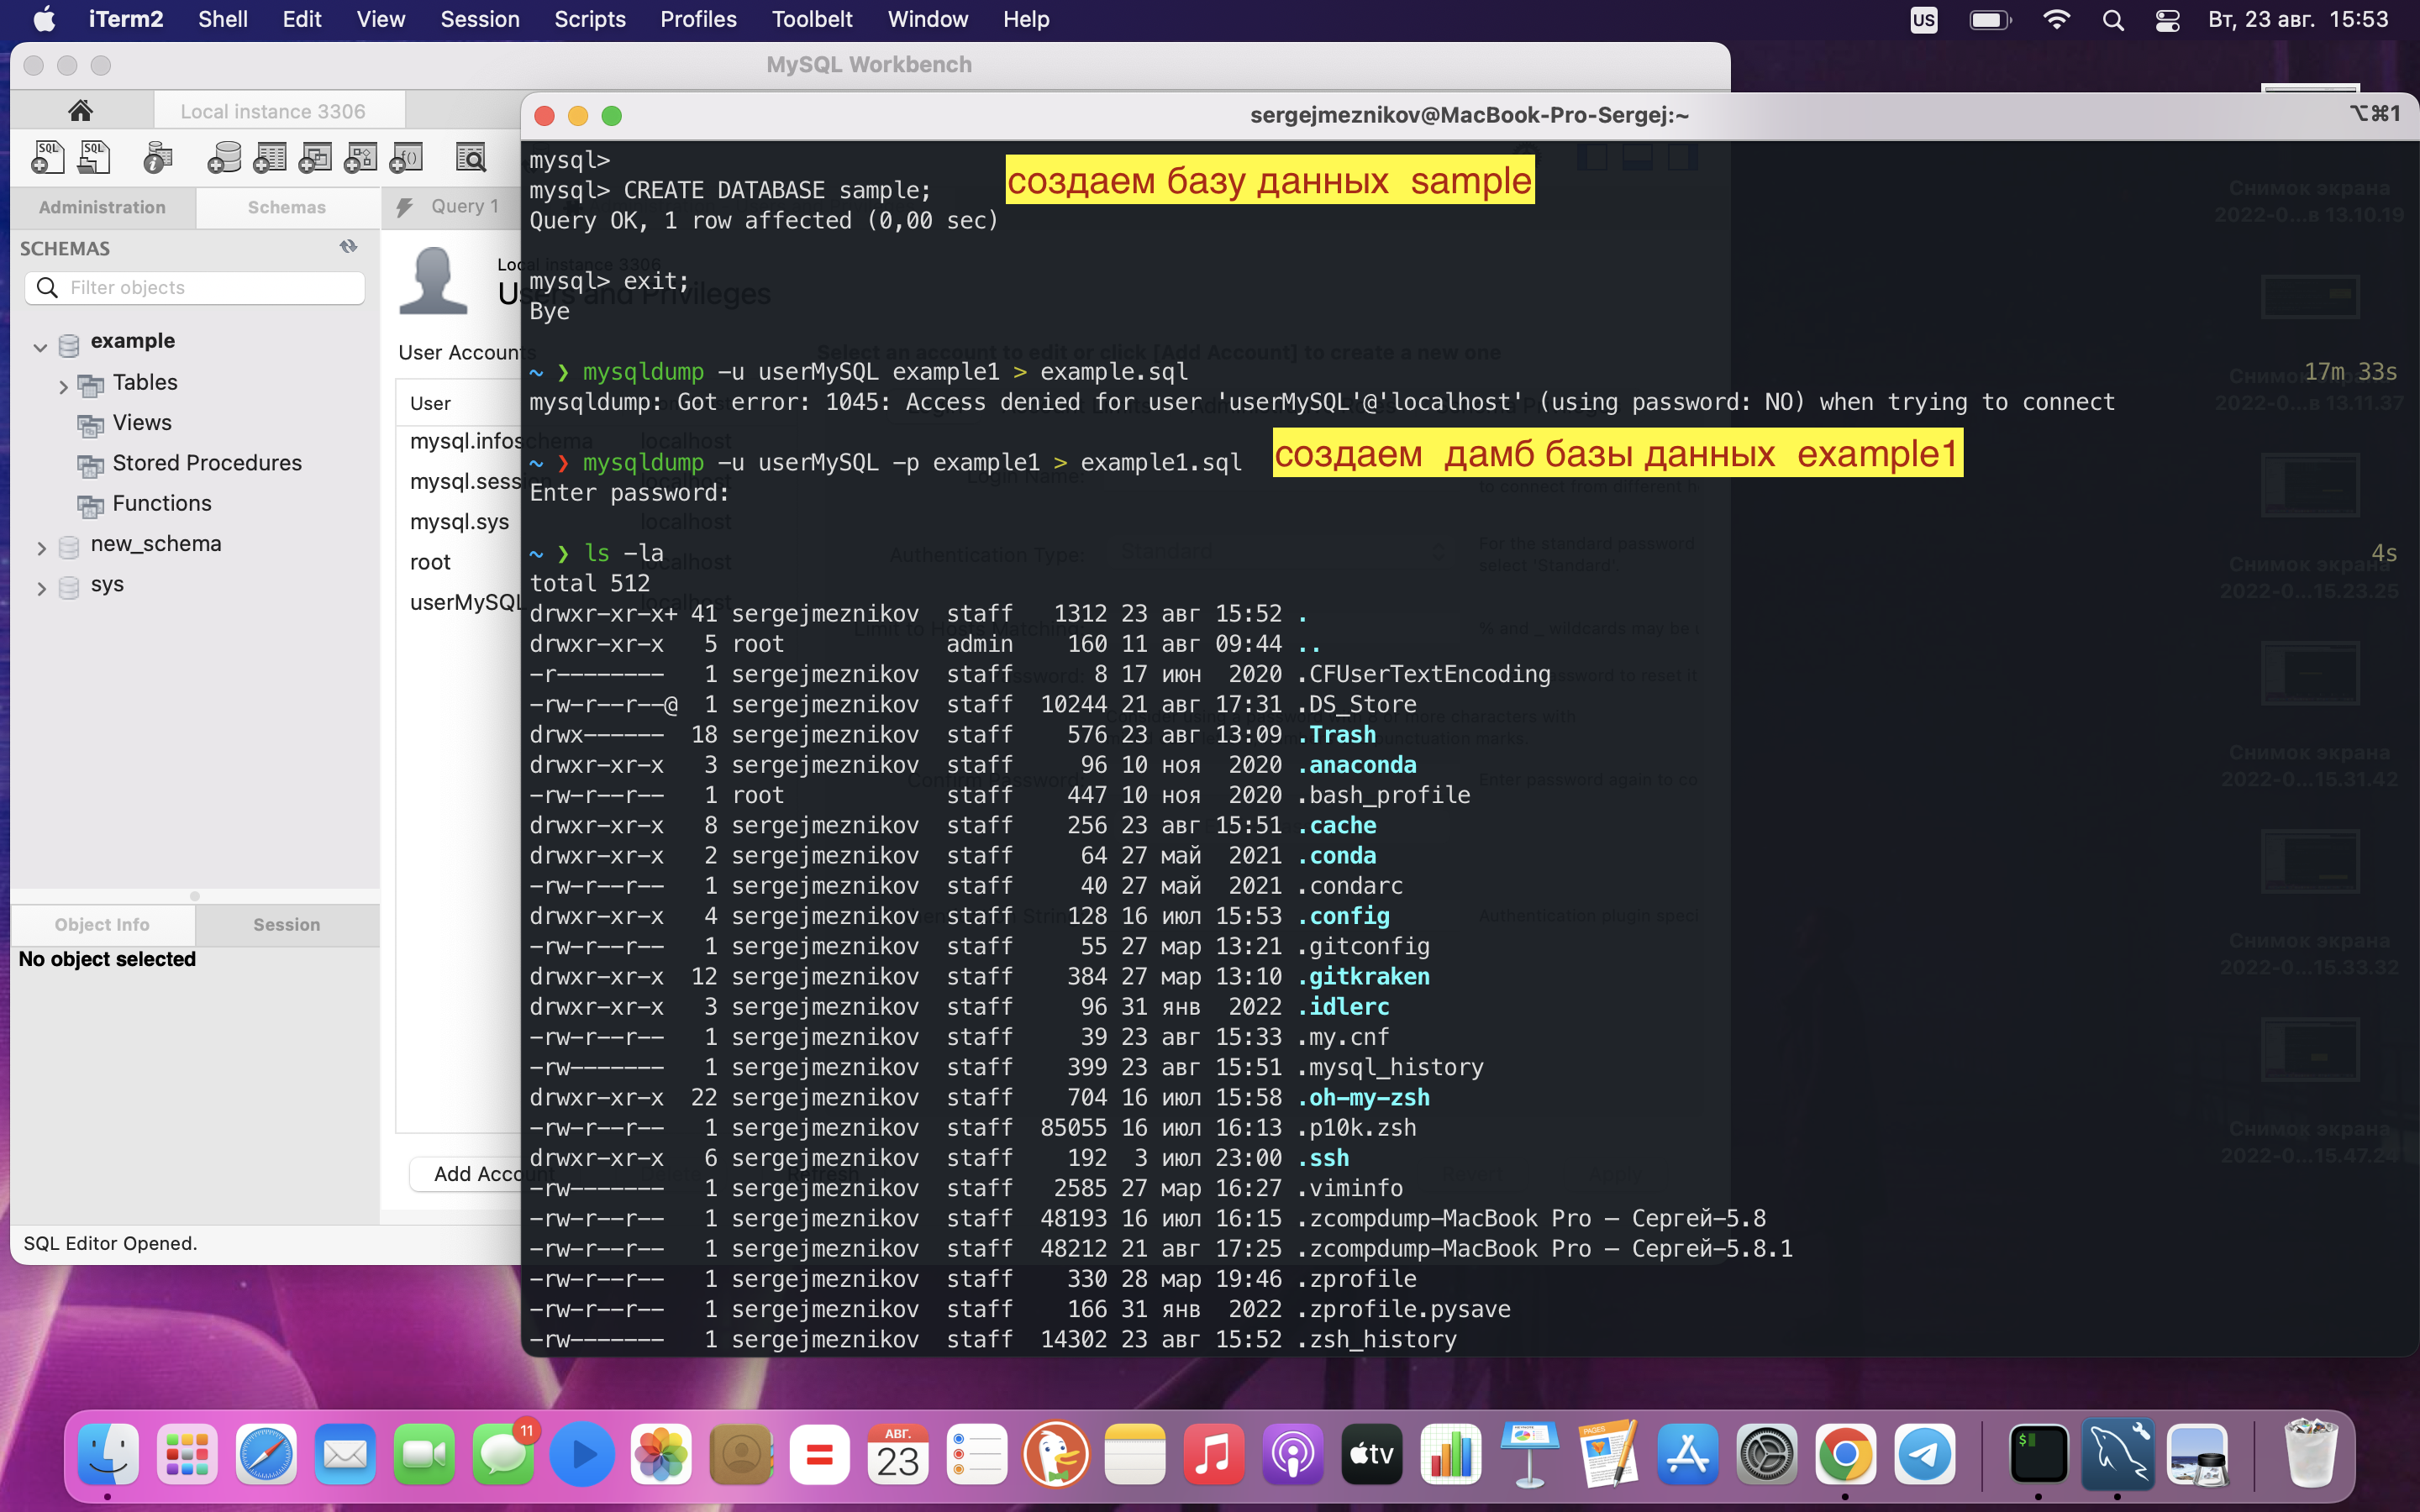 iTerm2 Shell Edit View Session Scripts Profiles Toolbelt Window Help US Вт, 23 авг. 15:53
MySQL Workbench
Local instance 3306
sergejmeznikov@MacBook-Pro-Sergej:~ ⌥⌘1
Administration Schemas Query 1
SCHEMAS
Filter objects
example
Tables
Views
Stored Procedures
Functions
new_schema
sys
Object Info Session
No object selected
SQL Editor Opened.
Local instance 3306
Users and Privileges
User Accounts
Select an account to edit or click [Add Account] to create a new one
User
mysql.infoschema localhost
mysql.session localhost
mysql.sys localhost
root localhost
userMySQL localhost
Add Account
mysql>
mysql> CREATE DATABASE sample;
создаем базу данных sample
Query OK, 1 row affected (0,00 sec)
mysql> exit;
Bye
~ ❯ mysqldump -u userMySQL example1 > example.sql 17m 33s
mysqldump: Got error: 1045: Access denied for user 'userMySQL'@'localhost' (using password: NO) when trying to connect
~ ❯ mysqldump -u userMySQL -p example1 > example1.sql
создаем дамб базы данных example1
Enter password:
~ ❯ ls -la 4s
total 512
drwxr-xr-x+ 41 sergejmeznikov staff 1312 23 авг 15:52 .
drwxr-xr-x 5 root admin 160 11 авг 09:44 ..
-r-------- 1 sergejmeznikov staff 8 17 июн 2020 .CFUserTextEncoding
-rw-r--r--@ 1 sergejmeznikov staff 10244 21 авг 17:31 .DS_Store
drwx------ 18 sergejmeznikov staff 576 23 авг 13:09 .Trash
drwxr-xr-x 3 sergejmeznikov staff 96 10 ноя 2020 .anaconda
-rw-r--r-- 1 root staff 447 10 ноя 2020 .bash_profile
drwxr-xr-x 8 sergejmeznikov staff 256 23 авг 15:51 .cache
drwxr-xr-x 2 sergejmeznikov staff 64 27 май 2021 .conda
-rw-r--r-- 1 sergejmeznikov staff 40 27 май 2021 .condarc
drwxr-xr-x 4 sergejmeznikov staff 128 16 июл 15:53 .config
-rw-r--r-- 1 sergejmeznikov staff 55 27 мар 13:21 .gitconfig
drwxr-xr-x 12 sergejmeznikov staff 384 27 мар 13:10 .gitkraken
drwxr-xr-x 3 sergejmeznikov staff 96 31 янв 2022 .idlerc
-rw-r--r-- 1 sergejmeznikov staff 39 23 авг 15:33 .my.cnf
-rw------- 1 sergejmeznikov staff 399 23 авг 15:51 .mysql_history
drwxr-xr-x 22 sergejmeznikov staff 704 16 июл 15:58 .oh-my-zsh
-rw-r--r-- 1 sergejmeznikov staff 85055 16 июл 16:13 .p10k.zsh
drwxr-xr-x 6 sergejmeznikov staff 192 3 июл 23:00 .ssh
-rw------- 1 sergejmeznikov staff 2585 27 мар 16:27 .viminfo
-rw-r--r-- 1 sergejmeznikov staff 48193 16 июл 16:15 .zcompdump-MacBook Pro — Сергей-5.8
-rw-r--r-- 1 sergejmeznikov staff 48212 21 авг 17:25 .zcompdump-MacBook Pro — Сергей-5.8.1
-rw-r--r-- 1 sergejmeznikov staff 330 28 мар 19:46 .zprofile
-rw-r--r-- 1 sergejmeznikov staff 166 31 янв 2022 .zprofile.pysave
-rw------- 1 sergejmeznikov staff 14302 23 авг 15:52 .zsh_history
Снимок экрана
2022-0...в 13.10.19
2022-0...в 13.11.37
Снимок экрана
2022-0...15.23.25
Снимок экрана
2022-0...15.31.42
Снимок экрана
2022-0...15.33.32
Снимок экрана
2022-0...15.47.24
11
АВГ.
23
tv
PAGES